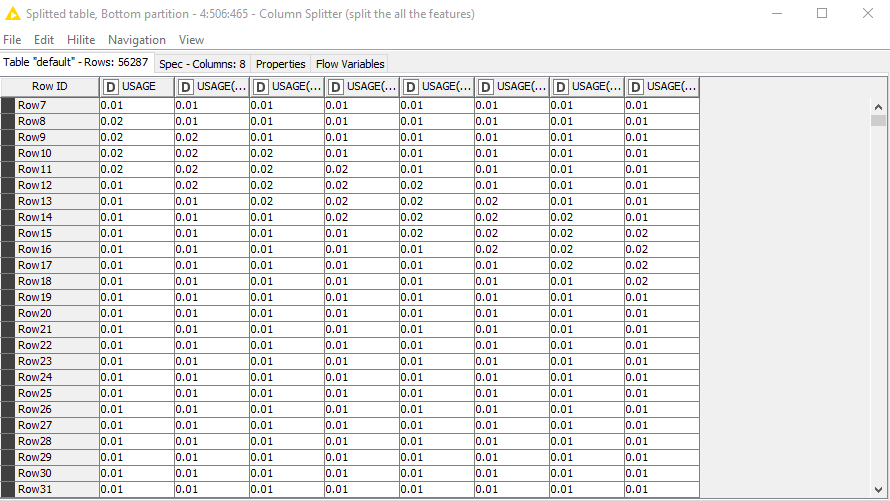 Splitted table, Bottom partition - 4:506:465 - Column Splitter (split the all the features)
File Edit Hilite Navigation View
Table "default" - Rows: 56287 Spec - Columns: 8 Properties Flow Variables
Row ID D USAGE D USAGE(... D USAGE(... D USAGE(... D USAGE(... D USAGE(... D USAGE(... D USAGE(...
Row7 0.01 0.01 0.01 0.01 0.01 0.01 0.01 0.01
Row8 0.02 0.01 0.01 0.01 0.01 0.01 0.01 0.01
Row9 0.02 0.02 0.01 0.01 0.01 0.01 0.01 0.01
Row10 0.02 0.02 0.02 0.01 0.01 0.01 0.01 0.01
Row11 0.02 0.02 0.02 0.02 0.01 0.01 0.01 0.01
Row12 0.01 0.02 0.02 0.02 0.02 0.01 0.01 0.01
Row13 0.01 0.01 0.02 0.02 0.02 0.02 0.01 0.01
Row14 0.01 0.01 0.01 0.02 0.02 0.02 0.02 0.01
Row15 0.01 0.01 0.01 0.01 0.02 0.02 0.02 0.02
Row16 0.01 0.01 0.01 0.01 0.01 0.02 0.02 0.02
Row17 0.01 0.01 0.01 0.01 0.01 0.01 0.02 0.02
Row18 0.01 0.01 0.01 0.01 0.01 0.01 0.01 0.02
Row19 0.01 0.01 0.01 0.01 0.01 0.01 0.01 0.01
Row20 0.01 0.01 0.01 0.01 0.01 0.01 0.01 0.01
Row21 0.01 0.01 0.01 0.01 0.01 0.01 0.01 0.01
Row22 0.01 0.01 0.01 0.01 0.01 0.01 0.01 0.01
Row23 0.01 0.01 0.01 0.01 0.01 0.01 0.01 0.01
Row24 0.01 0.01 0.01 0.01 0.01 0.01 0.01 0.01
Row25 0.01 0.01 0.01 0.01 0.01 0.01 0.01 0.01
Row26 0.01 0.01 0.01 0.01 0.01 0.01 0.01 0.01
Row27 0.01 0.01 0.01 0.01 0.01 0.01 0.01 0.01
Row28 0.01 0.01 0.01 0.01 0.01 0.01 0.01 0.01
Row29 0.01 0.01 0.01 0.01 0.01 0.01 0.01 0.01
Row30 0.01 0.01 0.01 0.01 0.01 0.01 0.01 0.01
Row31 0.01 0.01 0.01 0.01 0.01 0.01 0.01 0.01